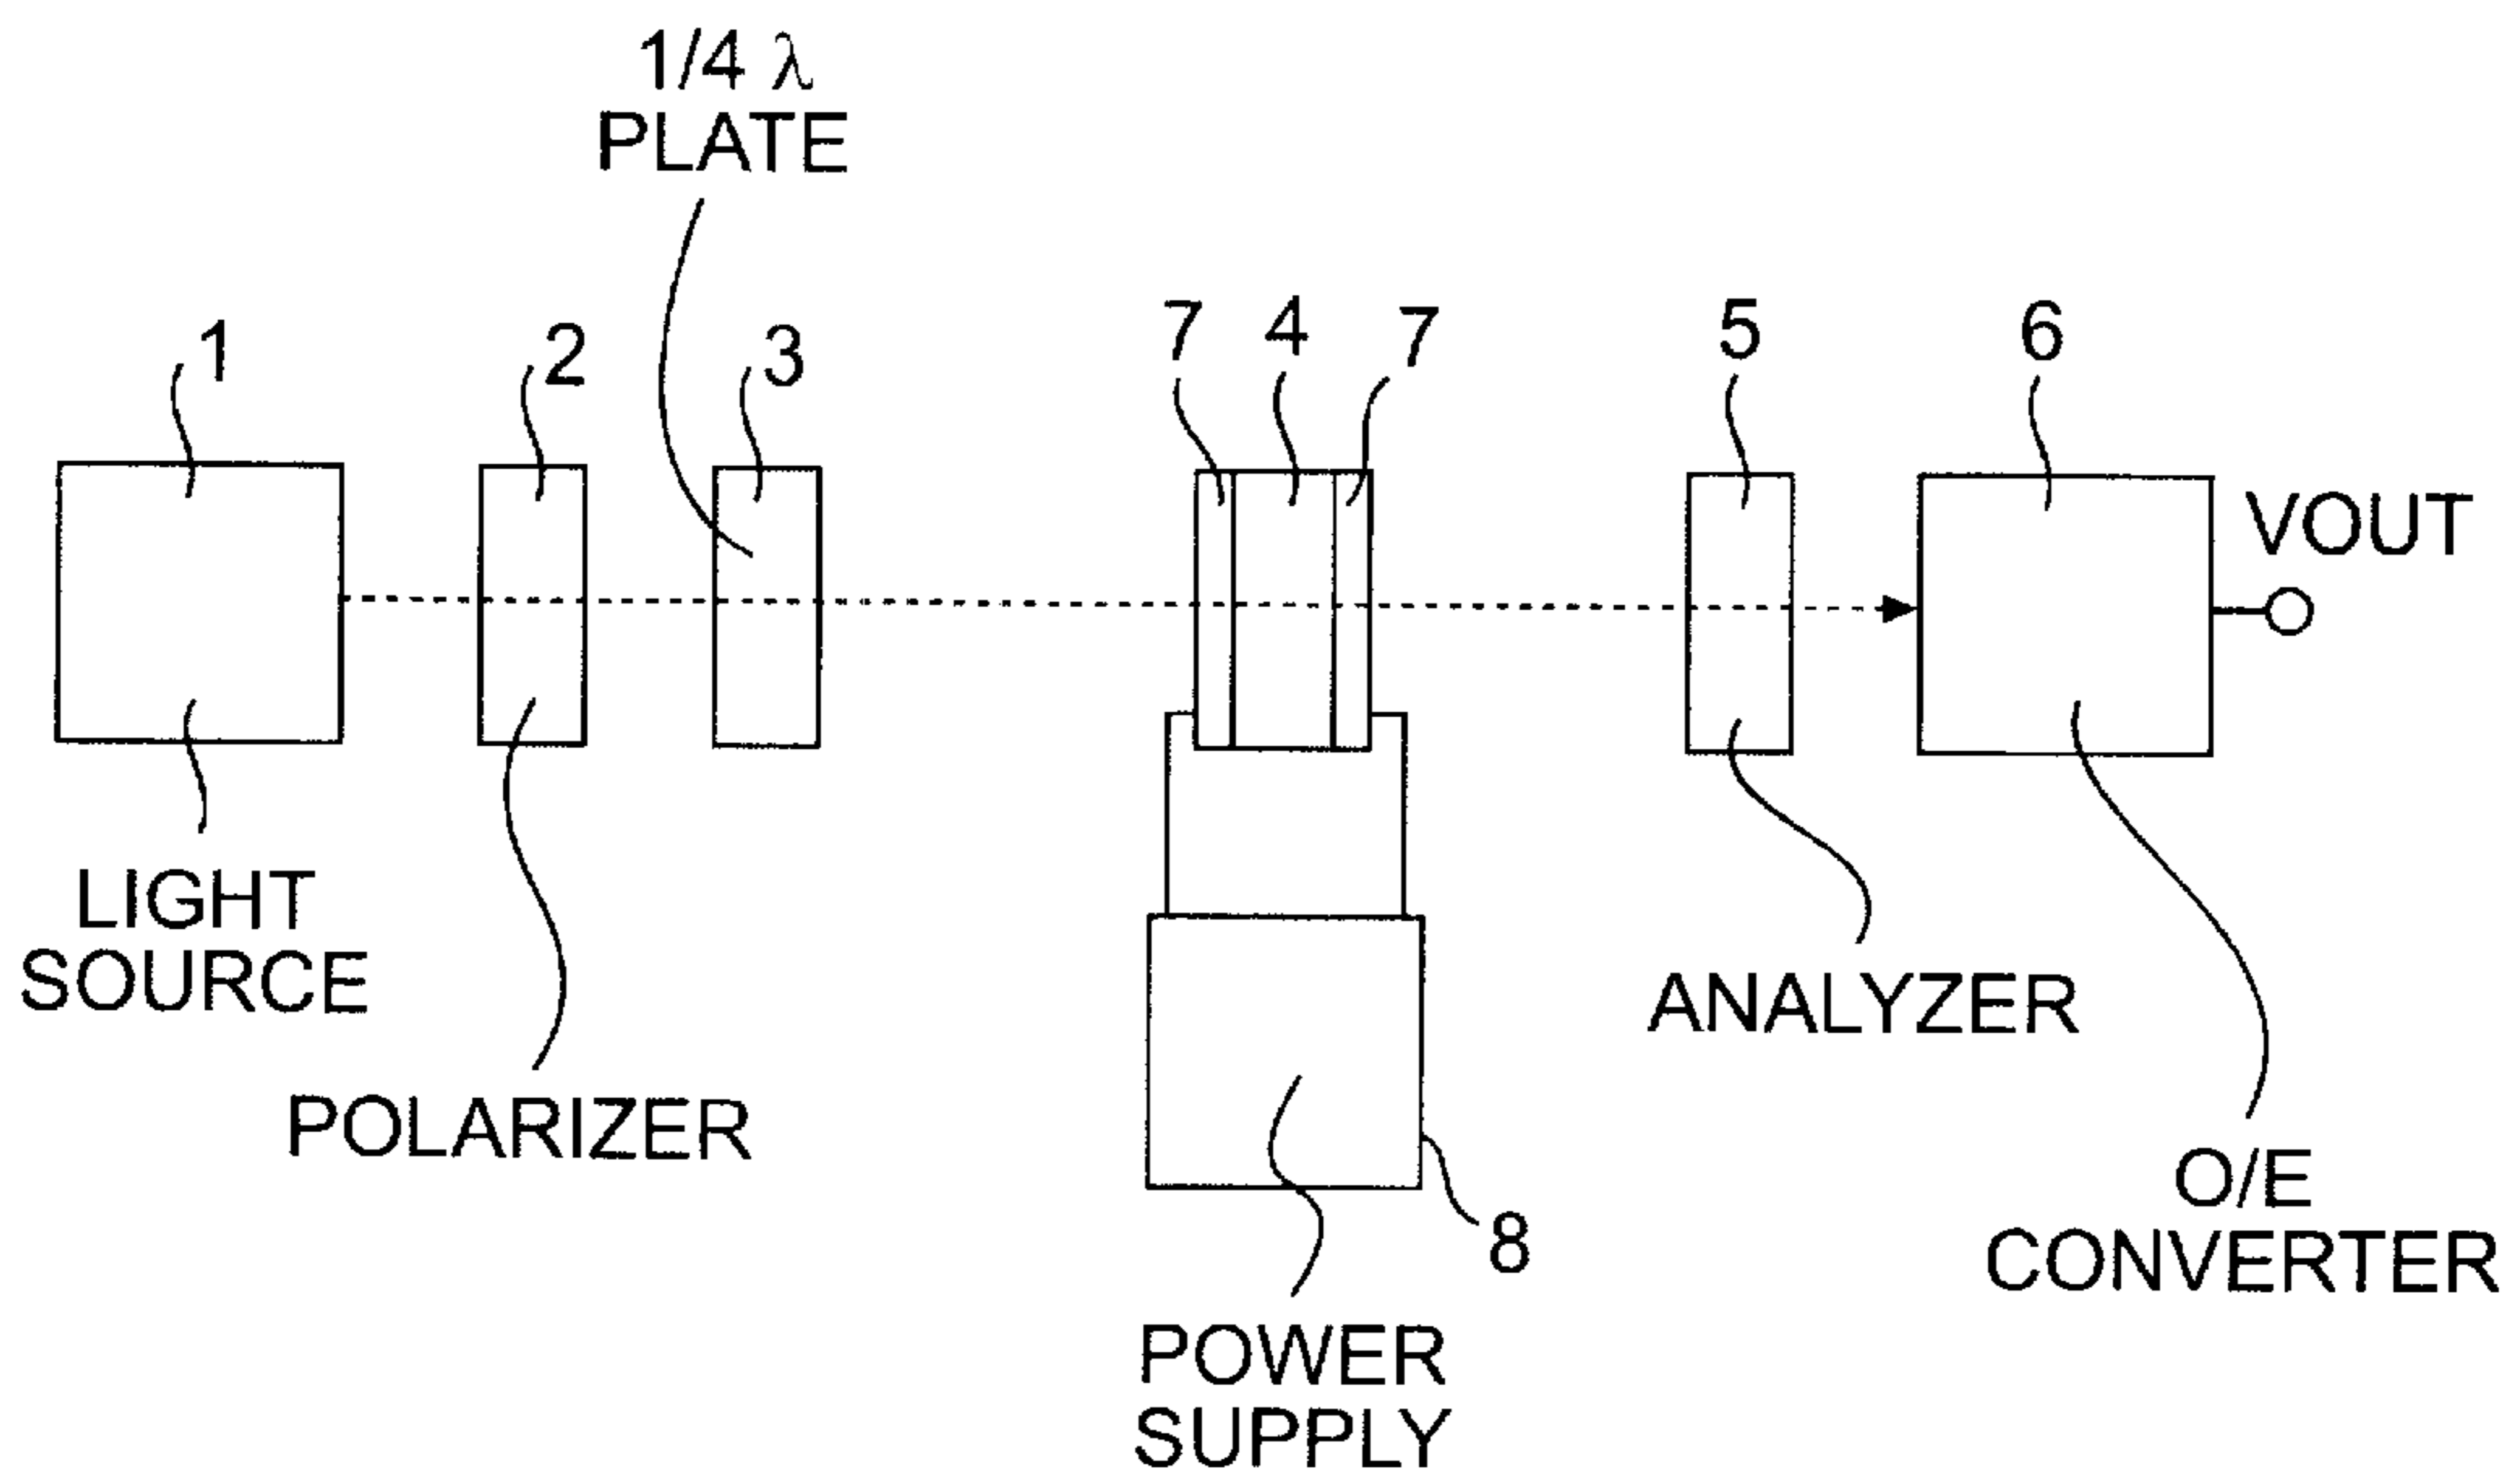 1/4 λ
PLATE
1
2
3
7
4
7
5
6
VOUT
LIGHT
SOURCE
POLARIZER
ANALYZER
O/E
CONVERTER
8
POWER
SUPPLY